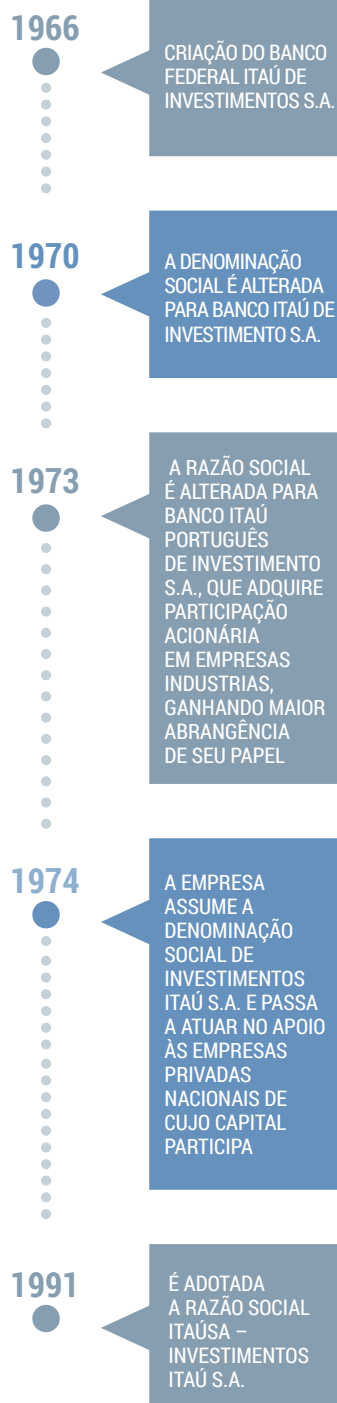 1966
CRIAÇÃO DO BANCO
FEDERAL ITAÚ DE
INVESTIMENTOS S.A.
1970
A DENOMINAÇÃO
SOCIAL É ALTERADA
PARA BANCO ITAÚ DE
INVESTIMENTO S.A.
1973
A RAZÃO SOCIAL
É ALTERADA PARA
BANCO ITAÚ
PORTUGUÊS
DE INVESTIMENTO
S.A., QUE ADQUIRE
PARTICIPAÇÃO
ACIONÁRIA
EM EMPRESAS
INDUSTRIAS,
GANHANDO MAIOR
ABRANGÊNCIA
DE SEU PAPEL
1974
A EMPRESA
ASSUME A
DENOMINAÇÃO
SOCIAL DE
INVESTIMENTOS
ITAÚ S.A. E PASSA
A ATUAR NO APOIO
ÀS EMPRESAS
PRIVADAS
NACIONAIS DE
CUJO CAPITAL
PARTICIPA
1991
É ADOTADA
A RAZÃO SOCIAL
ITAÚSA –
INVESTIMENTOS
ITAÚ S.A.